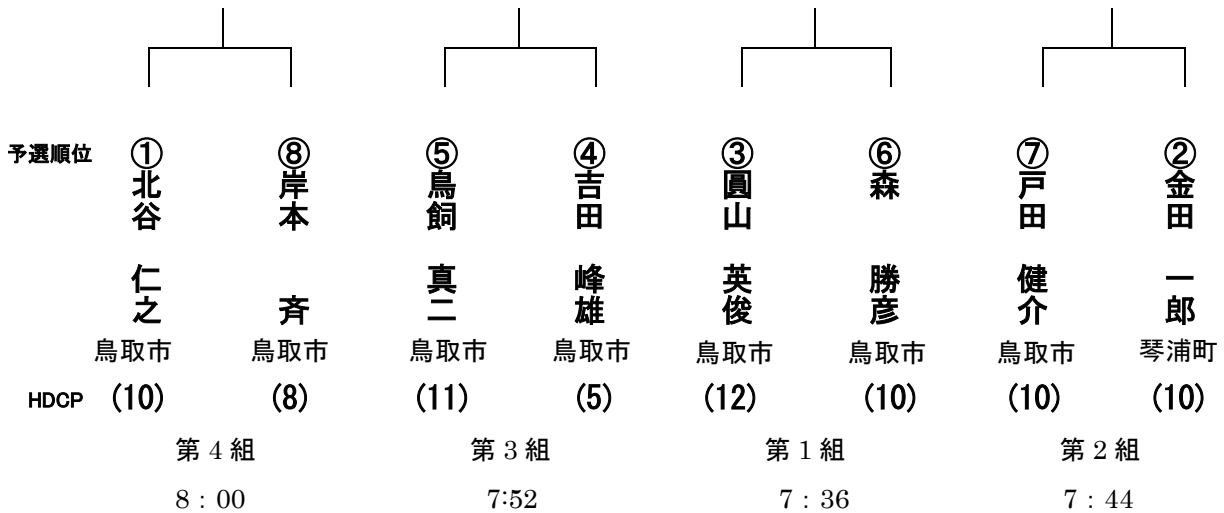 予選順位 ① ⑧ ⑤ ④ ③ ⑥ ⑦ ②
北谷 仁之 岸本 斉 鳥飼 真二 吉田 峰雄 圓山 英俊 森 勝彦 戸田 健介 金田 一郎
鳥取市 鳥取市 鳥取市 鳥取市 鳥取市 鳥取市 鳥取市 琴浦町
HDCP (10) (8) (11) (5) (12) (10) (10) (10)
第 4 組 第 3 組 第 1 組 第 2 組
8：00 7:52 7：36 7：44